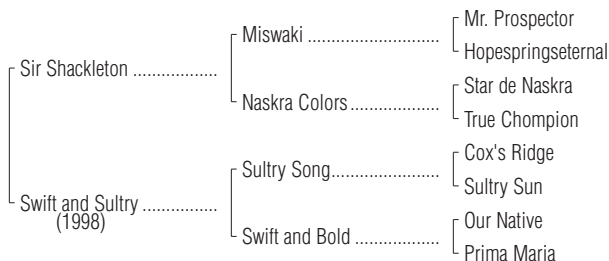 Mr. Prospector
Miswaki ............................
Hopespringseternal
Sir Shackleton .................
Star de Naskra
Naskra Colors ...................
True Chompion
Cox's Ridge
Sultry Song.......................
Sultry Sun
Swift and Sultry ...............
(1998)
Our Native
Swift and Bold ..................
Prima Maria